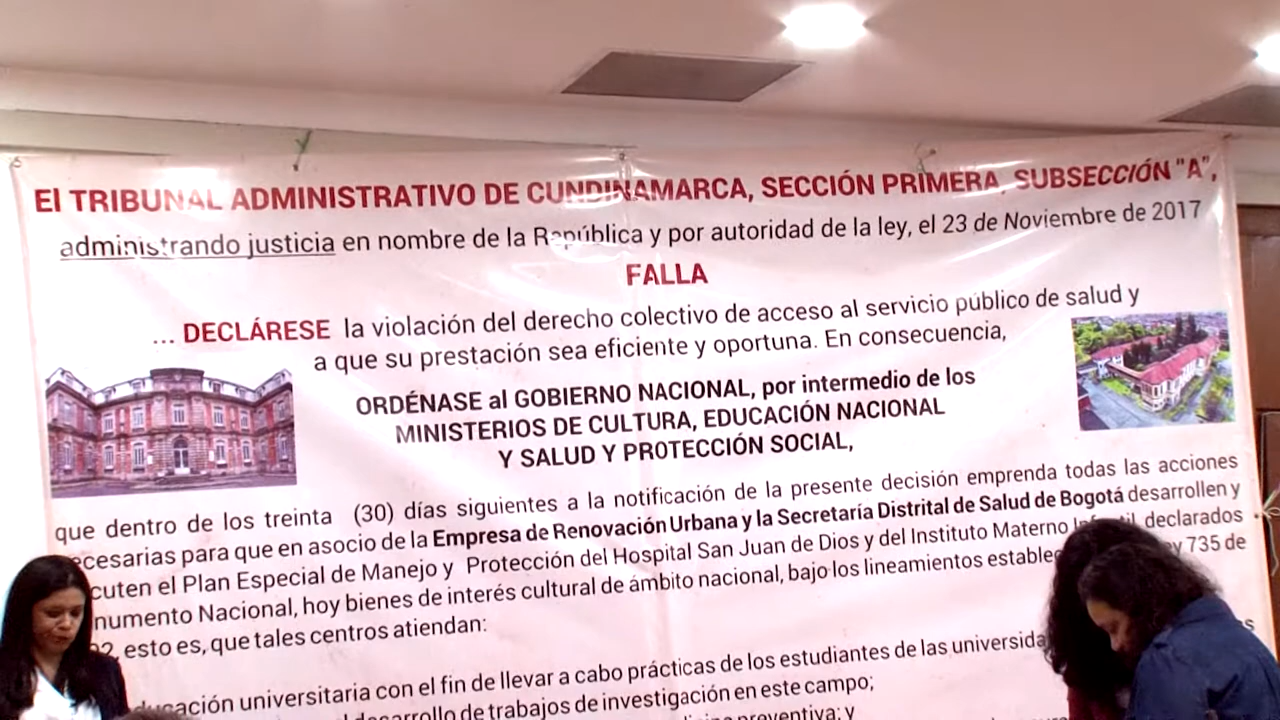 El TRIBUNAL ADMINISTRATIVO DE CUNDINAMARCA, SECCIÓN PRIMERA, SUBSECCIÓN "A",
administrando justicia en nombre de la República y por autoridad de la ley, el 23 de Noviembre de 2017
FALLA
... DECLÁRESE la violación del derecho colectivo de acceso al servicio público de salud y
a que su prestación sea eficiente y oportuna. En consecuencia,
ORDÉNASE al GOBIERNO NACIONAL, por intermedio de los
MINISTERIOS DE CULTURA, EDUCACIÓN NACIONAL
Y SALUD Y PROTECCIÓN SOCIAL,
que dentro de los treinta (30) días siguientes a la notificación de la presente decisión emprenda todas las acciones
ecesarias para que en asocio de la Empresa de Renovación Urbana y la Secretaría Distrital de Salud de Bogotá desarrollen y
cuten el Plan Especial de Manejo y Protección del Hospital San Juan de Dios y del Instituto Materno Infantil, declarados
numento Nacional, hoy bienes de interés cultural de ámbito nacional, bajo los lineamientos estable y 735 de
esto es, que tales centros atiendan:
ucación universitaria con el fin de llevar a cabo prácticas de los estudiantes de las universida
desarrollo de trabajos de investigación en este campo;
preventiva; y